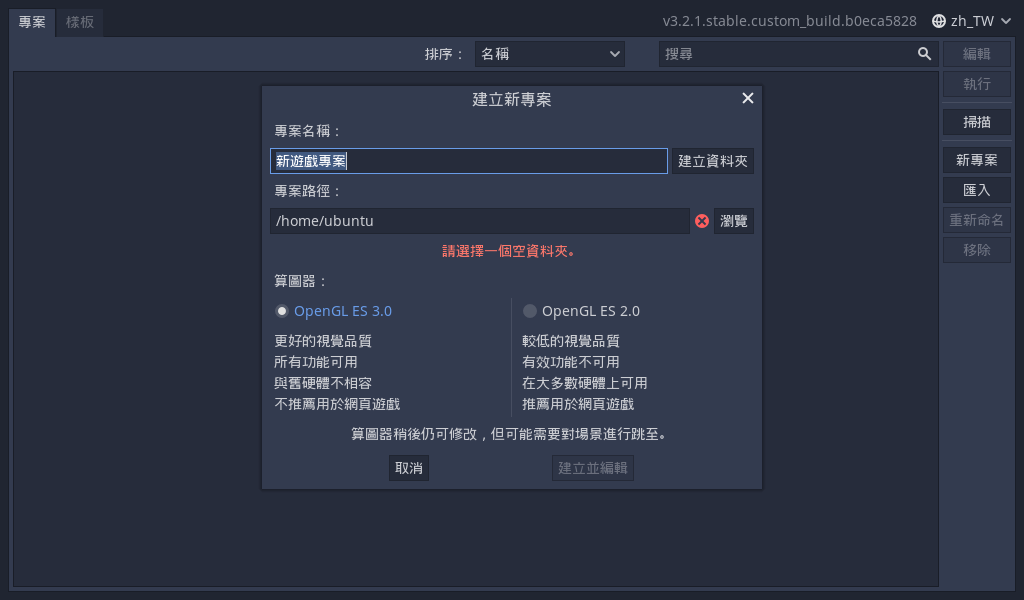 專案 樣板 v3.2.1.stable.custom_build.b0eca5828 zh_TW
排序： 名稱 搜尋 編輯
執行
建立新專案
掃描
專案名稱：
新遊戲專案 建立資料夾 新專案
專案路徑： 匯入
/home/ubuntu 瀏覽 重新命名
請選擇一個空資料夾。 移除
算圖器：
OpenGL ES 3.0 OpenGL ES 2.0
更好的視覺品質 較低的視覺品質
所有功能可用 有效功能不可用
與舊硬體不相容 在大多數硬體上可用
不推薦用於網頁遊戲 推薦用於網頁遊戲
算圖器稍後仍可修改，但可能需要對場景進行跳至。
取消 建立並編輯